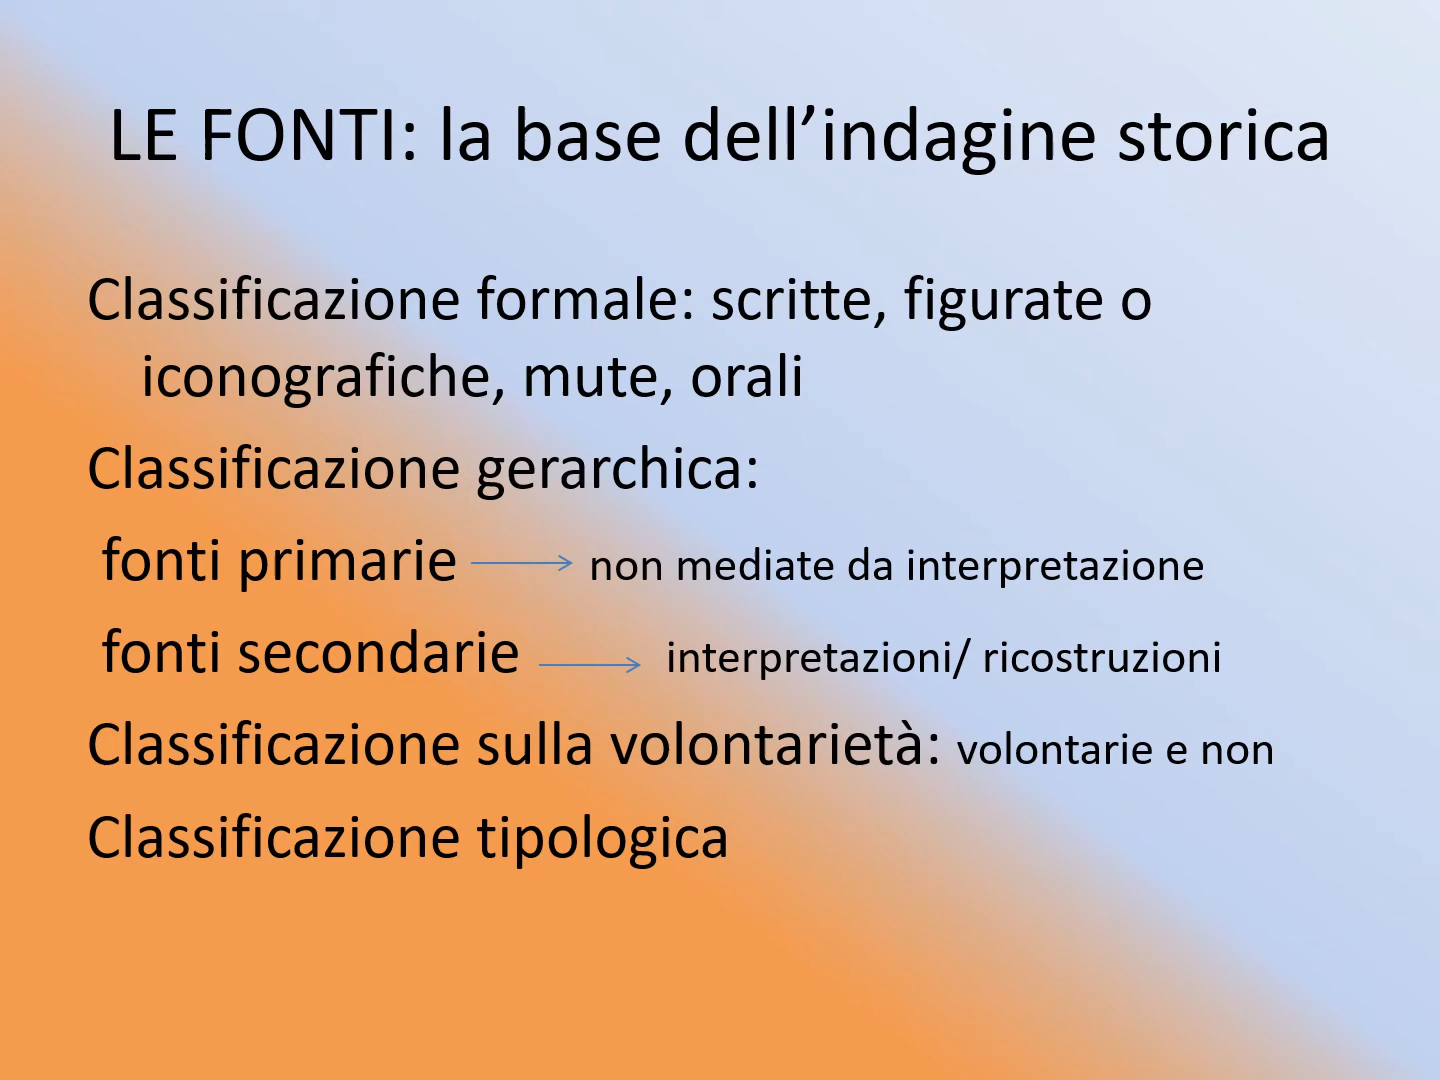 LE FONTI: la base dell’indagine storica
Classificazione formale: scritte, figurate o
iconografiche, mute, orali
Classificazione gerarchica:
fonti primarie non mediate da interpretazione
fonti secondarie interpretazioni/ ricostruzioni
Classificazione sulla volontarietà: volontarie e non
Classificazione tipologica